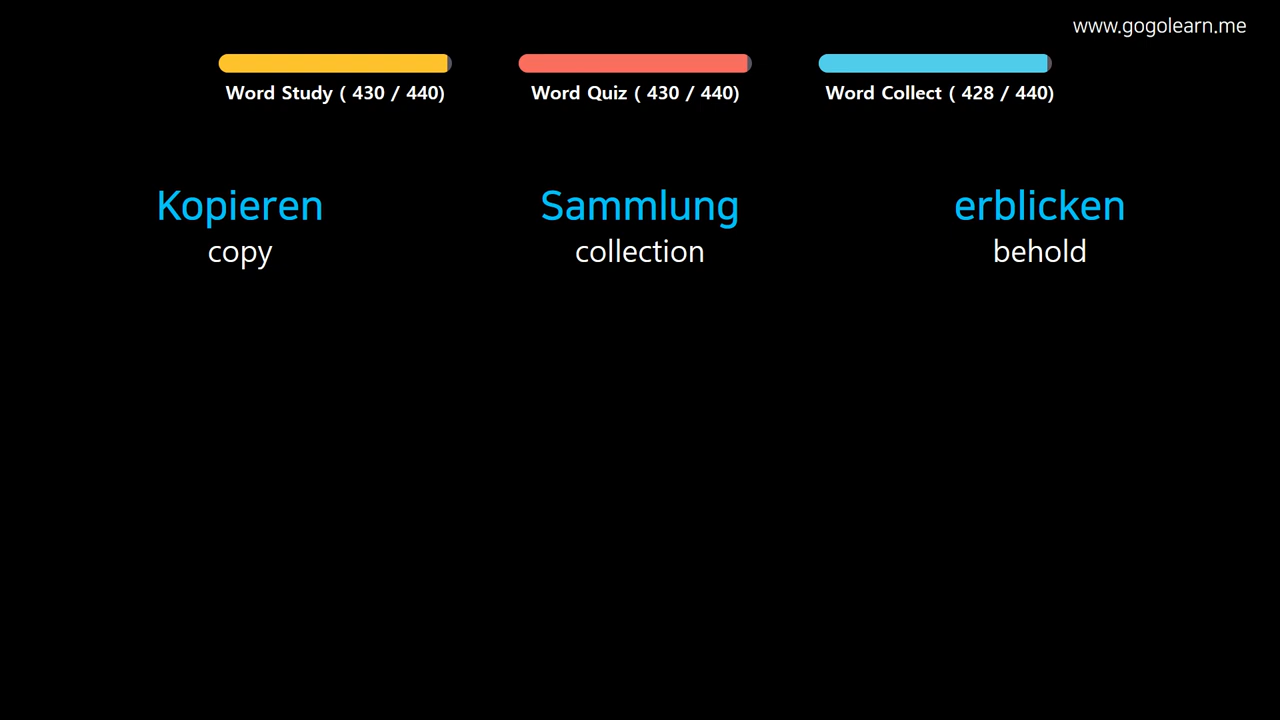 www.gogolearn.me
Word Study ( 430 / 440)
Word Quiz ( 430 / 440)
Word Collect ( 428 / 440)
Kopieren
copy
Sammlung
collection
erblicken
behold